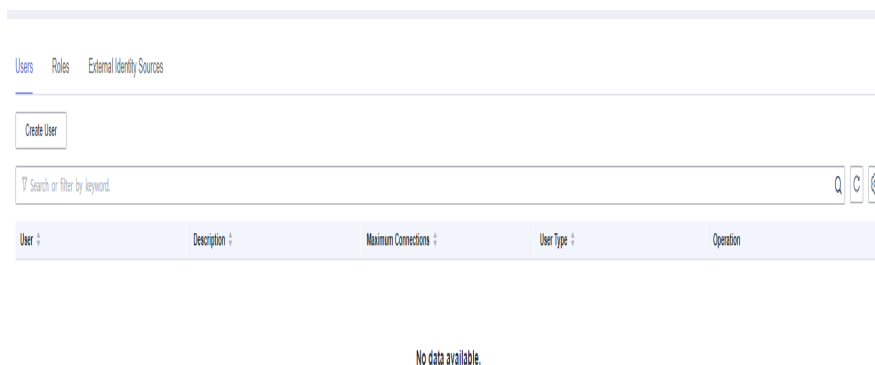 Users Roles External Identity Sources
Create User
Search or filter by keyword.
User Description Maximum Connections User Type Operation
No data available.